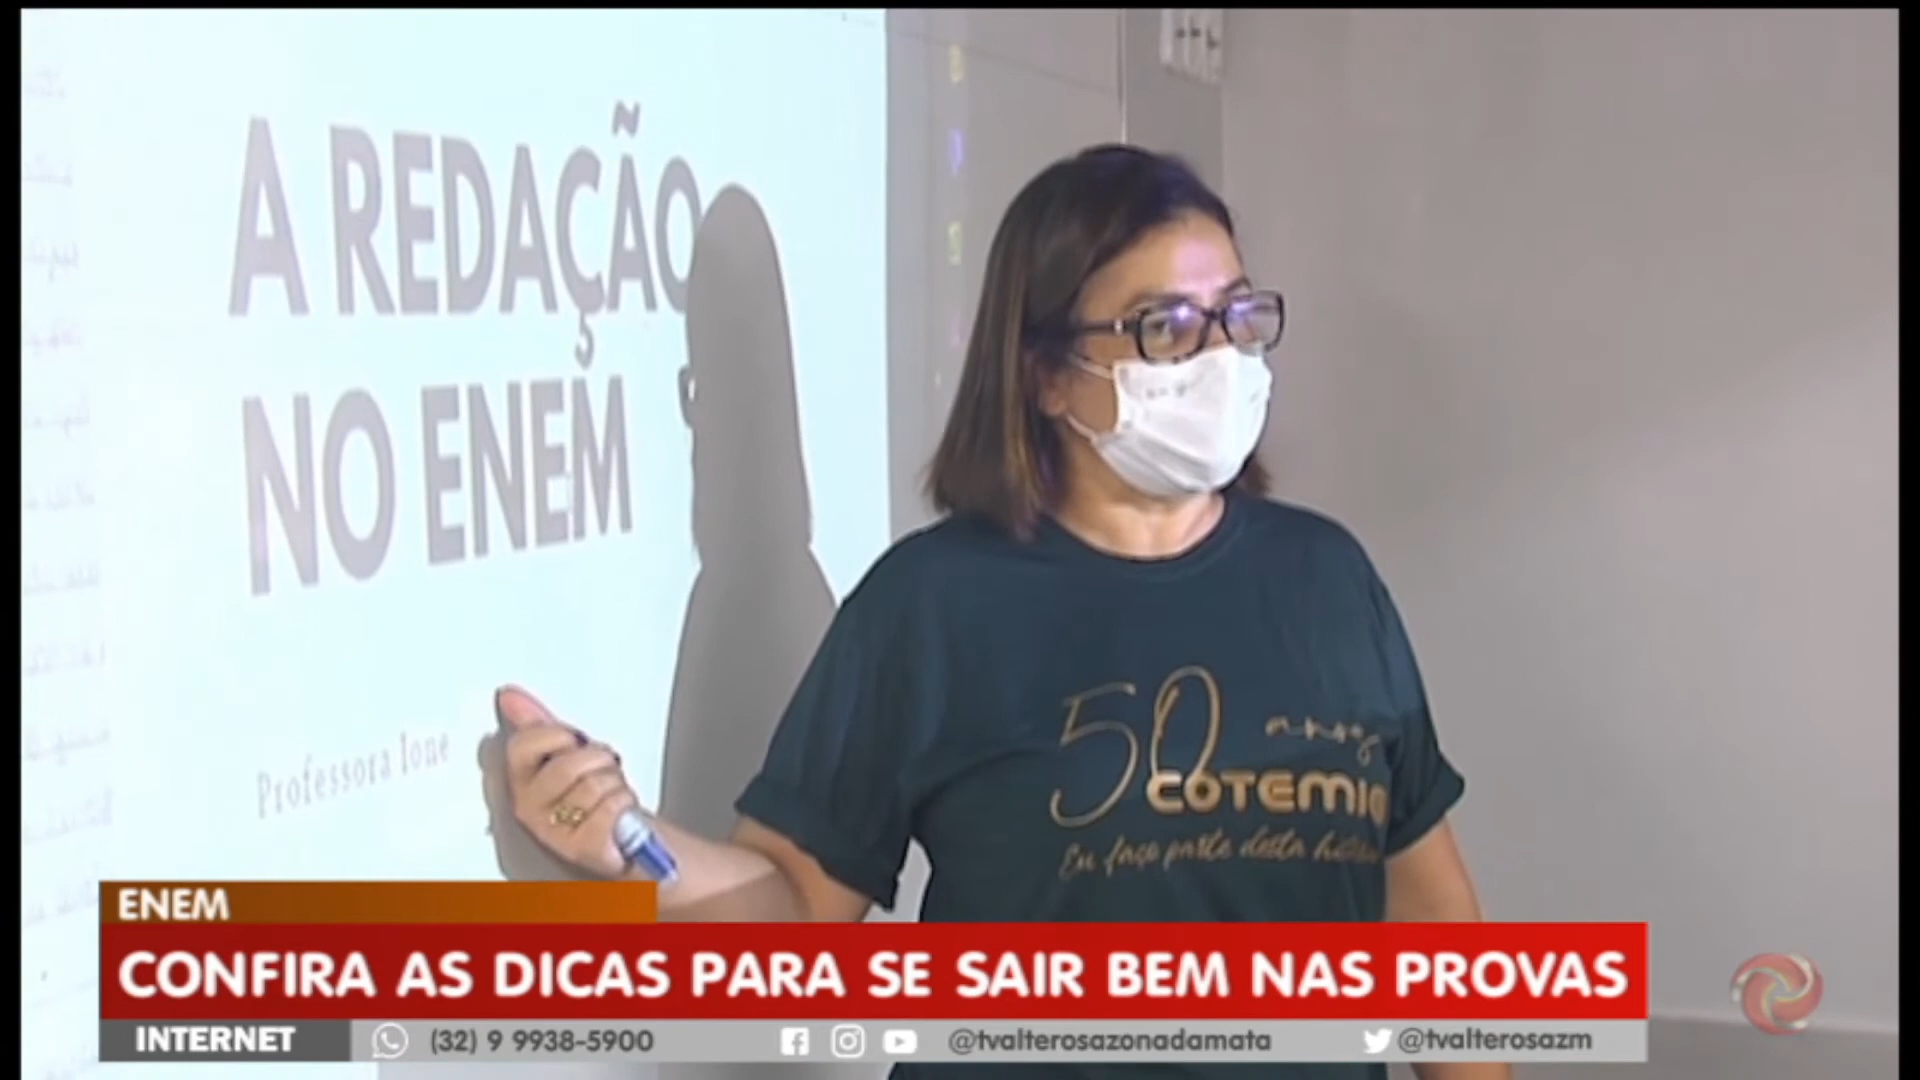 A REDAÇÃO
NO ENEM
Professora Ione
50 anos
COTEMIG
Eu faço parte desta
ENEM
CONFIRA AS DICAS PARA SE SAIR BEM NAS PROVAS
INTERNET (32) 9 9938-5900 @tvalterosazonadamata @tvalterosazm